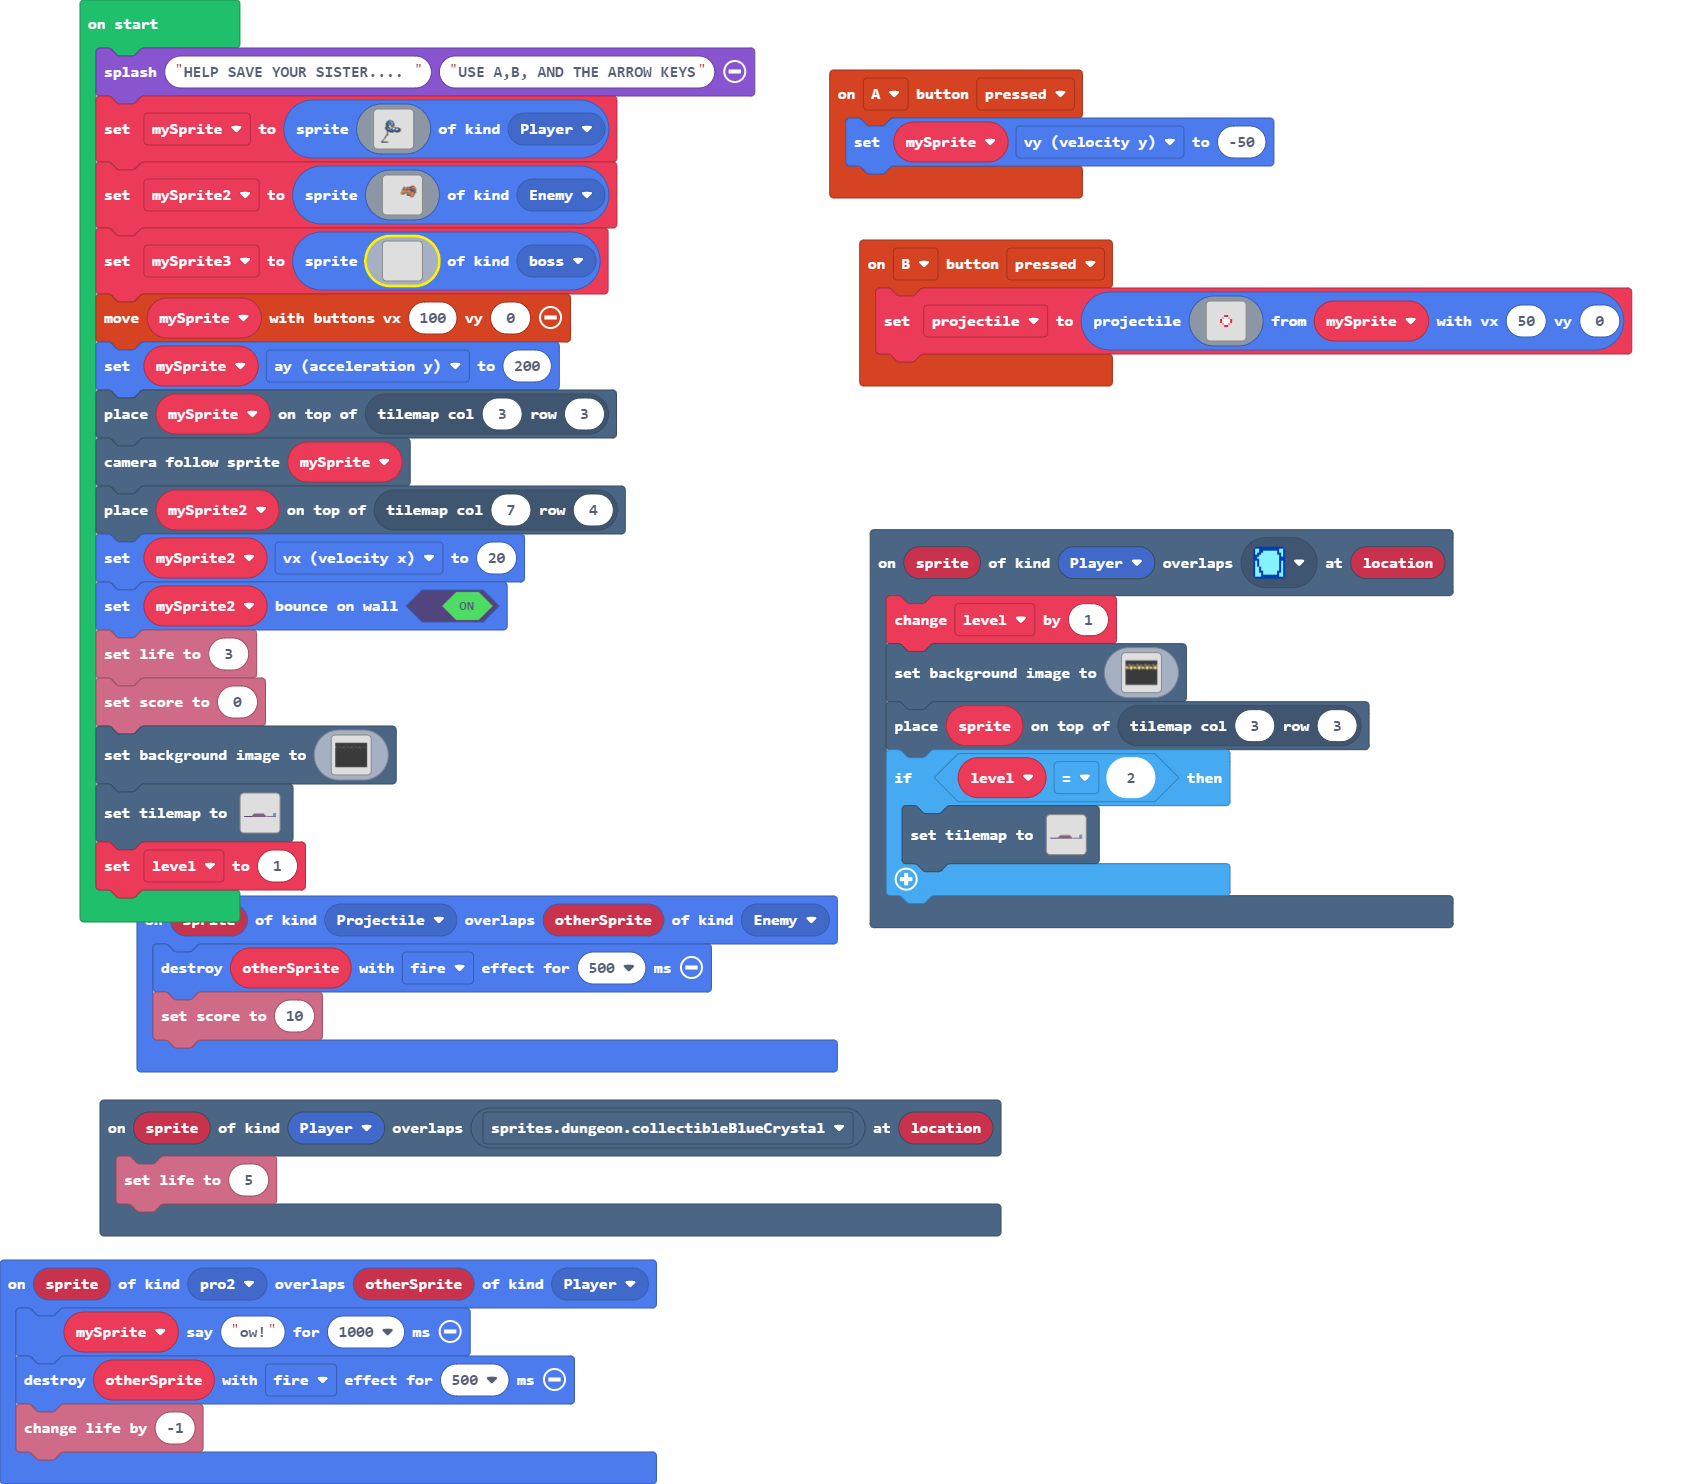 on start
splash "HELP SAVE YOUR SISTER.... " "USE A,B, AND THE ARROW KEYS"
set mySprite to sprite of kind Player
set mySprite2 to sprite of kind Enemy
set mySprite3 to sprite of kind boss
move mySprite with buttons vx 100 vy 0
set mySprite ay (acceleration y) to 200
place mySprite on top of tilemap col 3 row 3
camera follow sprite mySprite
place mySprite2 on top of tilemap col 7 row 4
set mySprite2 vx (velocity x) to 20
set mySprite2 bounce on wall ON
set life to 3
set score to 0
set background image to
set tilemap to
set level to 1
on sprite of kind Projectile overlaps otherSprite of kind Enemy
destroy otherSprite with fire effect for 500 ms
set score to 10
on sprite of kind Player overlaps sprites.dungeon.collectibleBlueCrystal at location
set life to 5
on sprite of kind pro2 overlaps otherSprite of kind Player
mySprite say "ow!" for 1000 ms
destroy otherSprite with fire effect for 500 ms
change life by -1
on A button pressed
set mySprite vy (velocity y) to -50
on B button pressed
set projectile to projectile from mySprite with vx 50 vy 0
on sprite of kind Player overlaps at location
change level by 1
set background image to
place sprite on top of tilemap col 3 row 3
if level = 2 then
set tilemap to